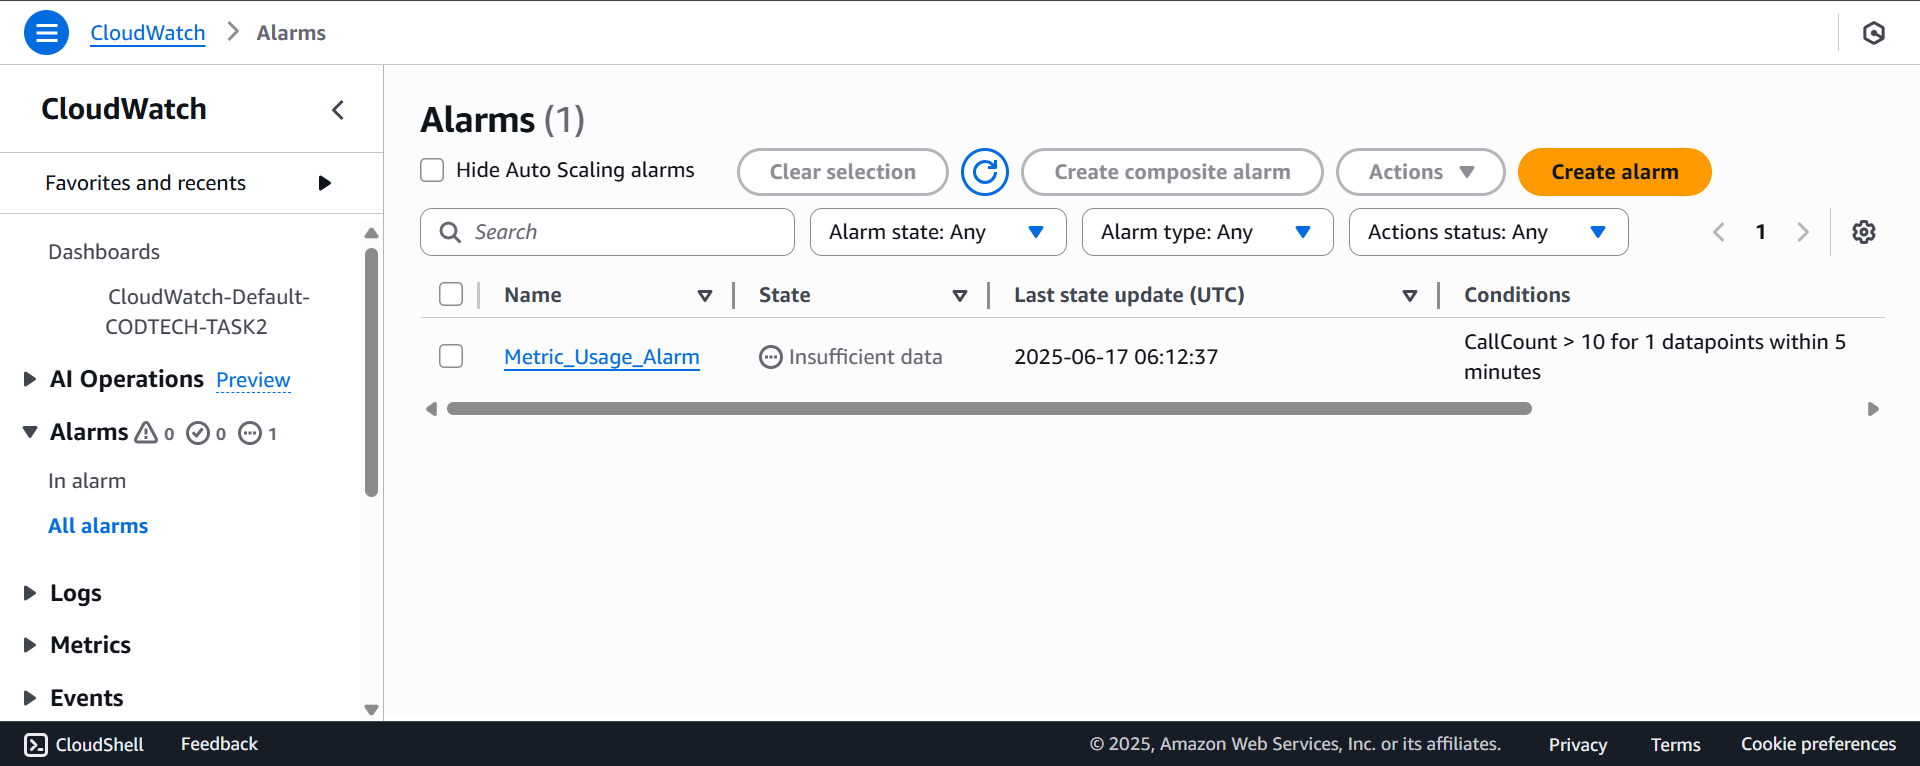 CloudWatch > Alarms
CloudWatch
Favorites and recents
Dashboards
CloudWatch-Default-
CODTECH-TASK2
AI Operations Preview
Alarms 0 0 1
In alarm
All alarms
Logs
Metrics
Events
Alarms (1)
Hide Auto Scaling alarms
Clear selection
Create composite alarm
Actions
Create alarm
Search
Alarm state: Any
Alarm type: Any
Actions status: Any
1
Name State Last state update (UTC) Conditions
Metric_Usage_Alarm Insufficient data 2025-06-17 06:12:37 CallCount > 10 for 1 datapoints within 5
minutes
CloudShell Feedback © 2025, Amazon Web Services, Inc. or its affiliates. Privacy Terms Cookie preferences